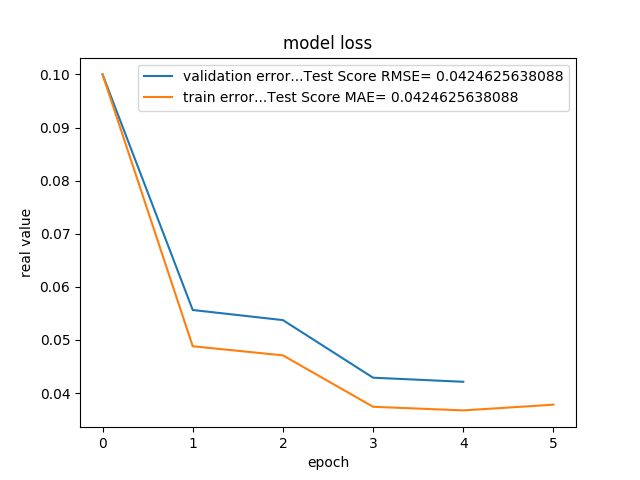 model loss
validation error...Test Score RMSE= 0.0424625638088
train error...Test Score MAE= 0.0424625638088
0.10
0.09
0.08
0.07
0.06
0.05
0.04
real value
0 1 2 3 4 5
epoch